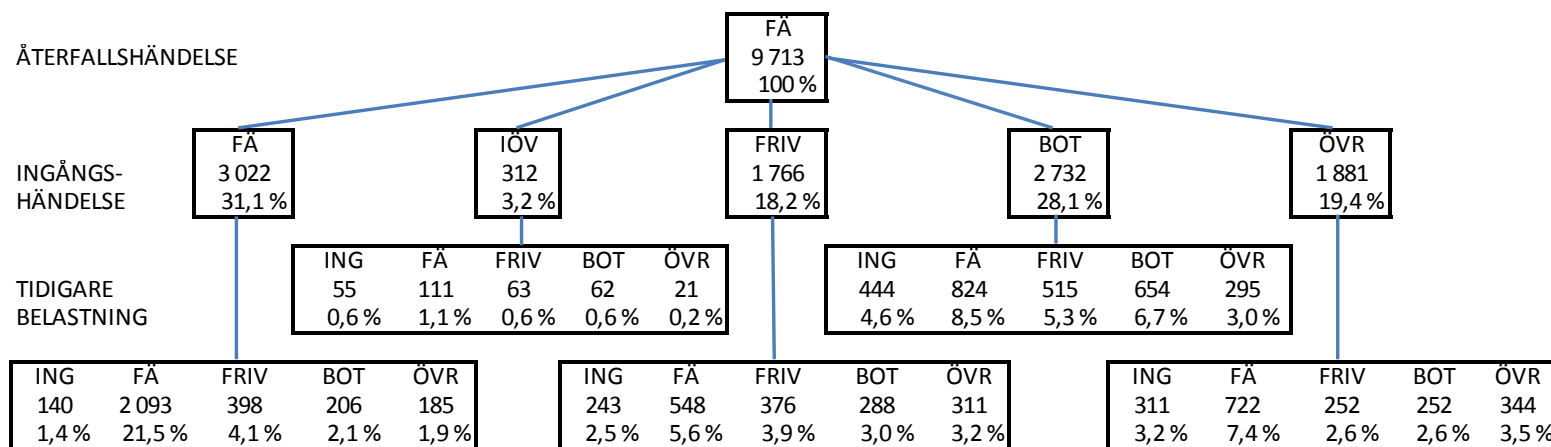 FÄ
ÅTERFALLSHÄNDELSE 9 713
100 %
FÄ IÖV FRIV BOT ÖVR
INGÅNGS- 3 022 312 1 766 2 732 1 881
HÄNDELSE 31,1 % 3,2 % 18,2 % 28,1 % 19,4 %
ING FÄ FRIV BOT ÖVR ING FÄ FRIV BOT ÖVR
TIDIGARE 55 111 63 62 21 444 824 515 654 295
BELASTNING 0,6 % 1,1 % 0,6 % 0,6 % 0,2 % 4,6 % 8,5 % 5,3 % 6,7 % 3,0 %
ING FÄ FRIV BOT ÖVR ING FÄ FRIV BOT ÖVR ING FÄ FRIV BOT ÖVR
140 2 093 398 206 185 243 548 376 288 311 311 722 252 252 344
1,4 % 21,5 % 4,1 % 2,1 % 1,9 % 2,5 % 5,6 % 3,9 % 3,0 % 3,2 % 3,2 % 7,4 % 2,6 % 2,6 % 3,5 %